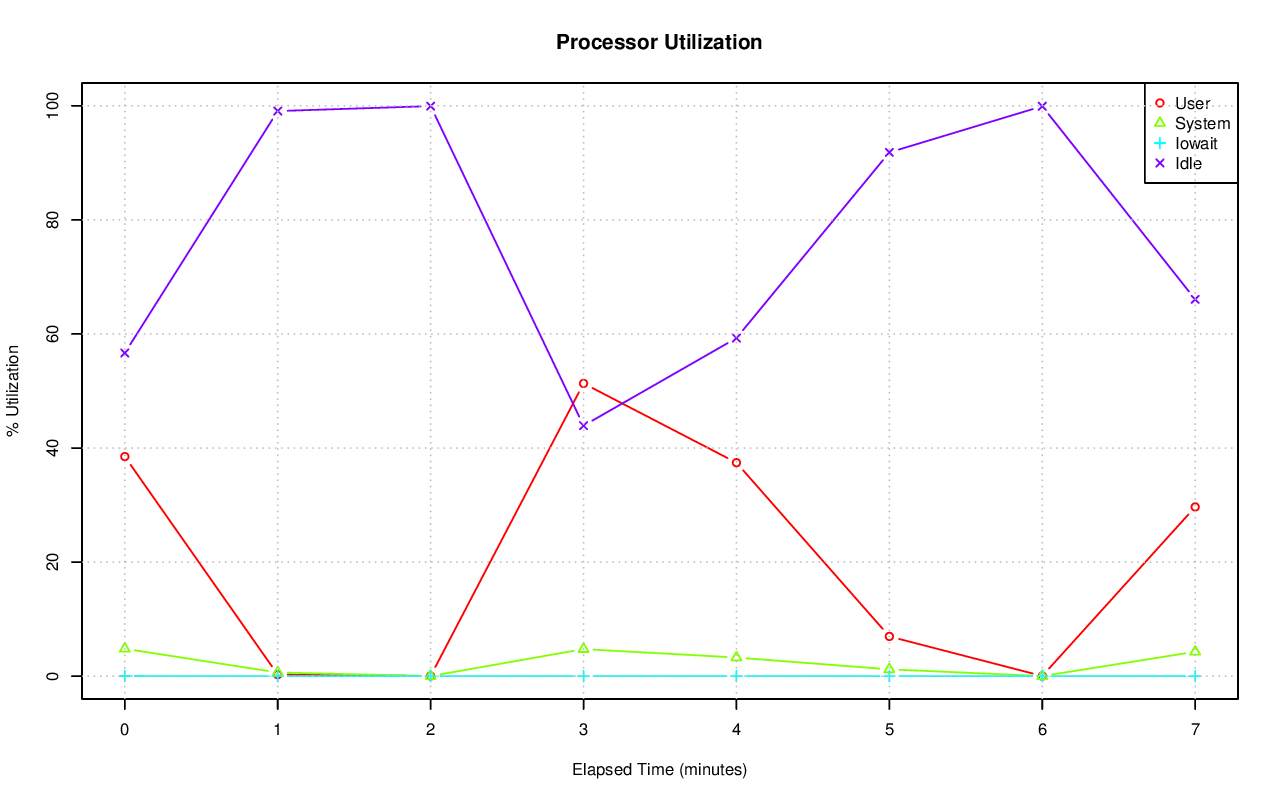 Processor Utilization
% Utilization
100
80
60
40
20
0
User
System
Iowait
Idle
0 1 2 3 4 5 6 7
Elapsed Time (minutes)